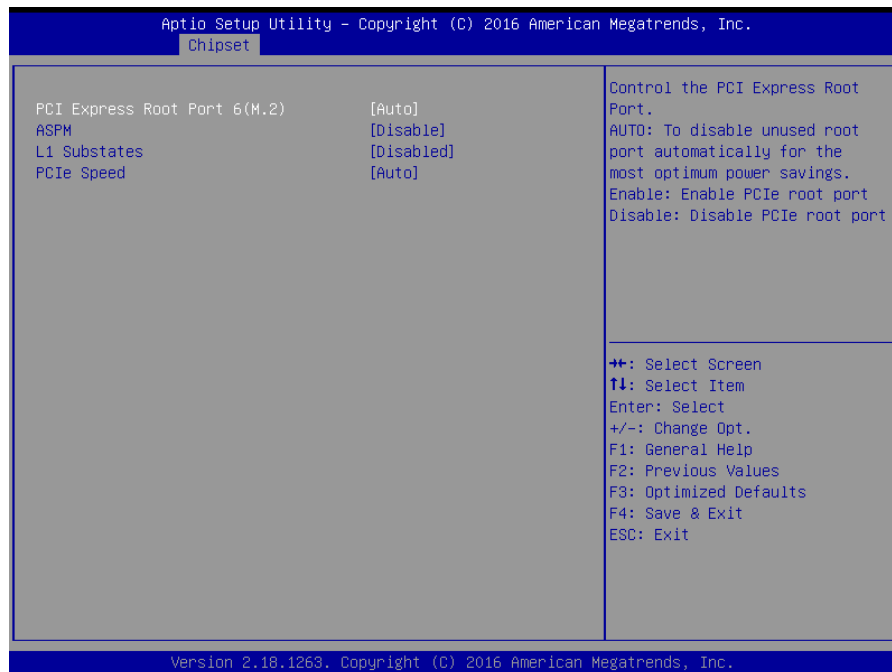 Aptio Setup Utility – Copyright (C) 2016 American Megatrends, Inc.
Chipset
PCI Express Root Port 6(M.2) [Auto]
ASPM [Disable]
L1 Substates [Disabled]
PCIe Speed [Auto]
Control the PCI Express Root
Port.
AUTO: To disable unused root
port automatically for the
most optimum power savings.
Enable: Enable PCIe root port
Disable: Disable PCIe root port
→←: Select Screen
↑↓: Select Item
Enter: Select
+/-: Change Opt.
F1: General Help
F2: Previous Values
F3: Optimized Defaults
F4: Save & Exit
ESC: Exit
Version 2.18.1263. Copyright (C) 2016 American Megatrends, Inc.